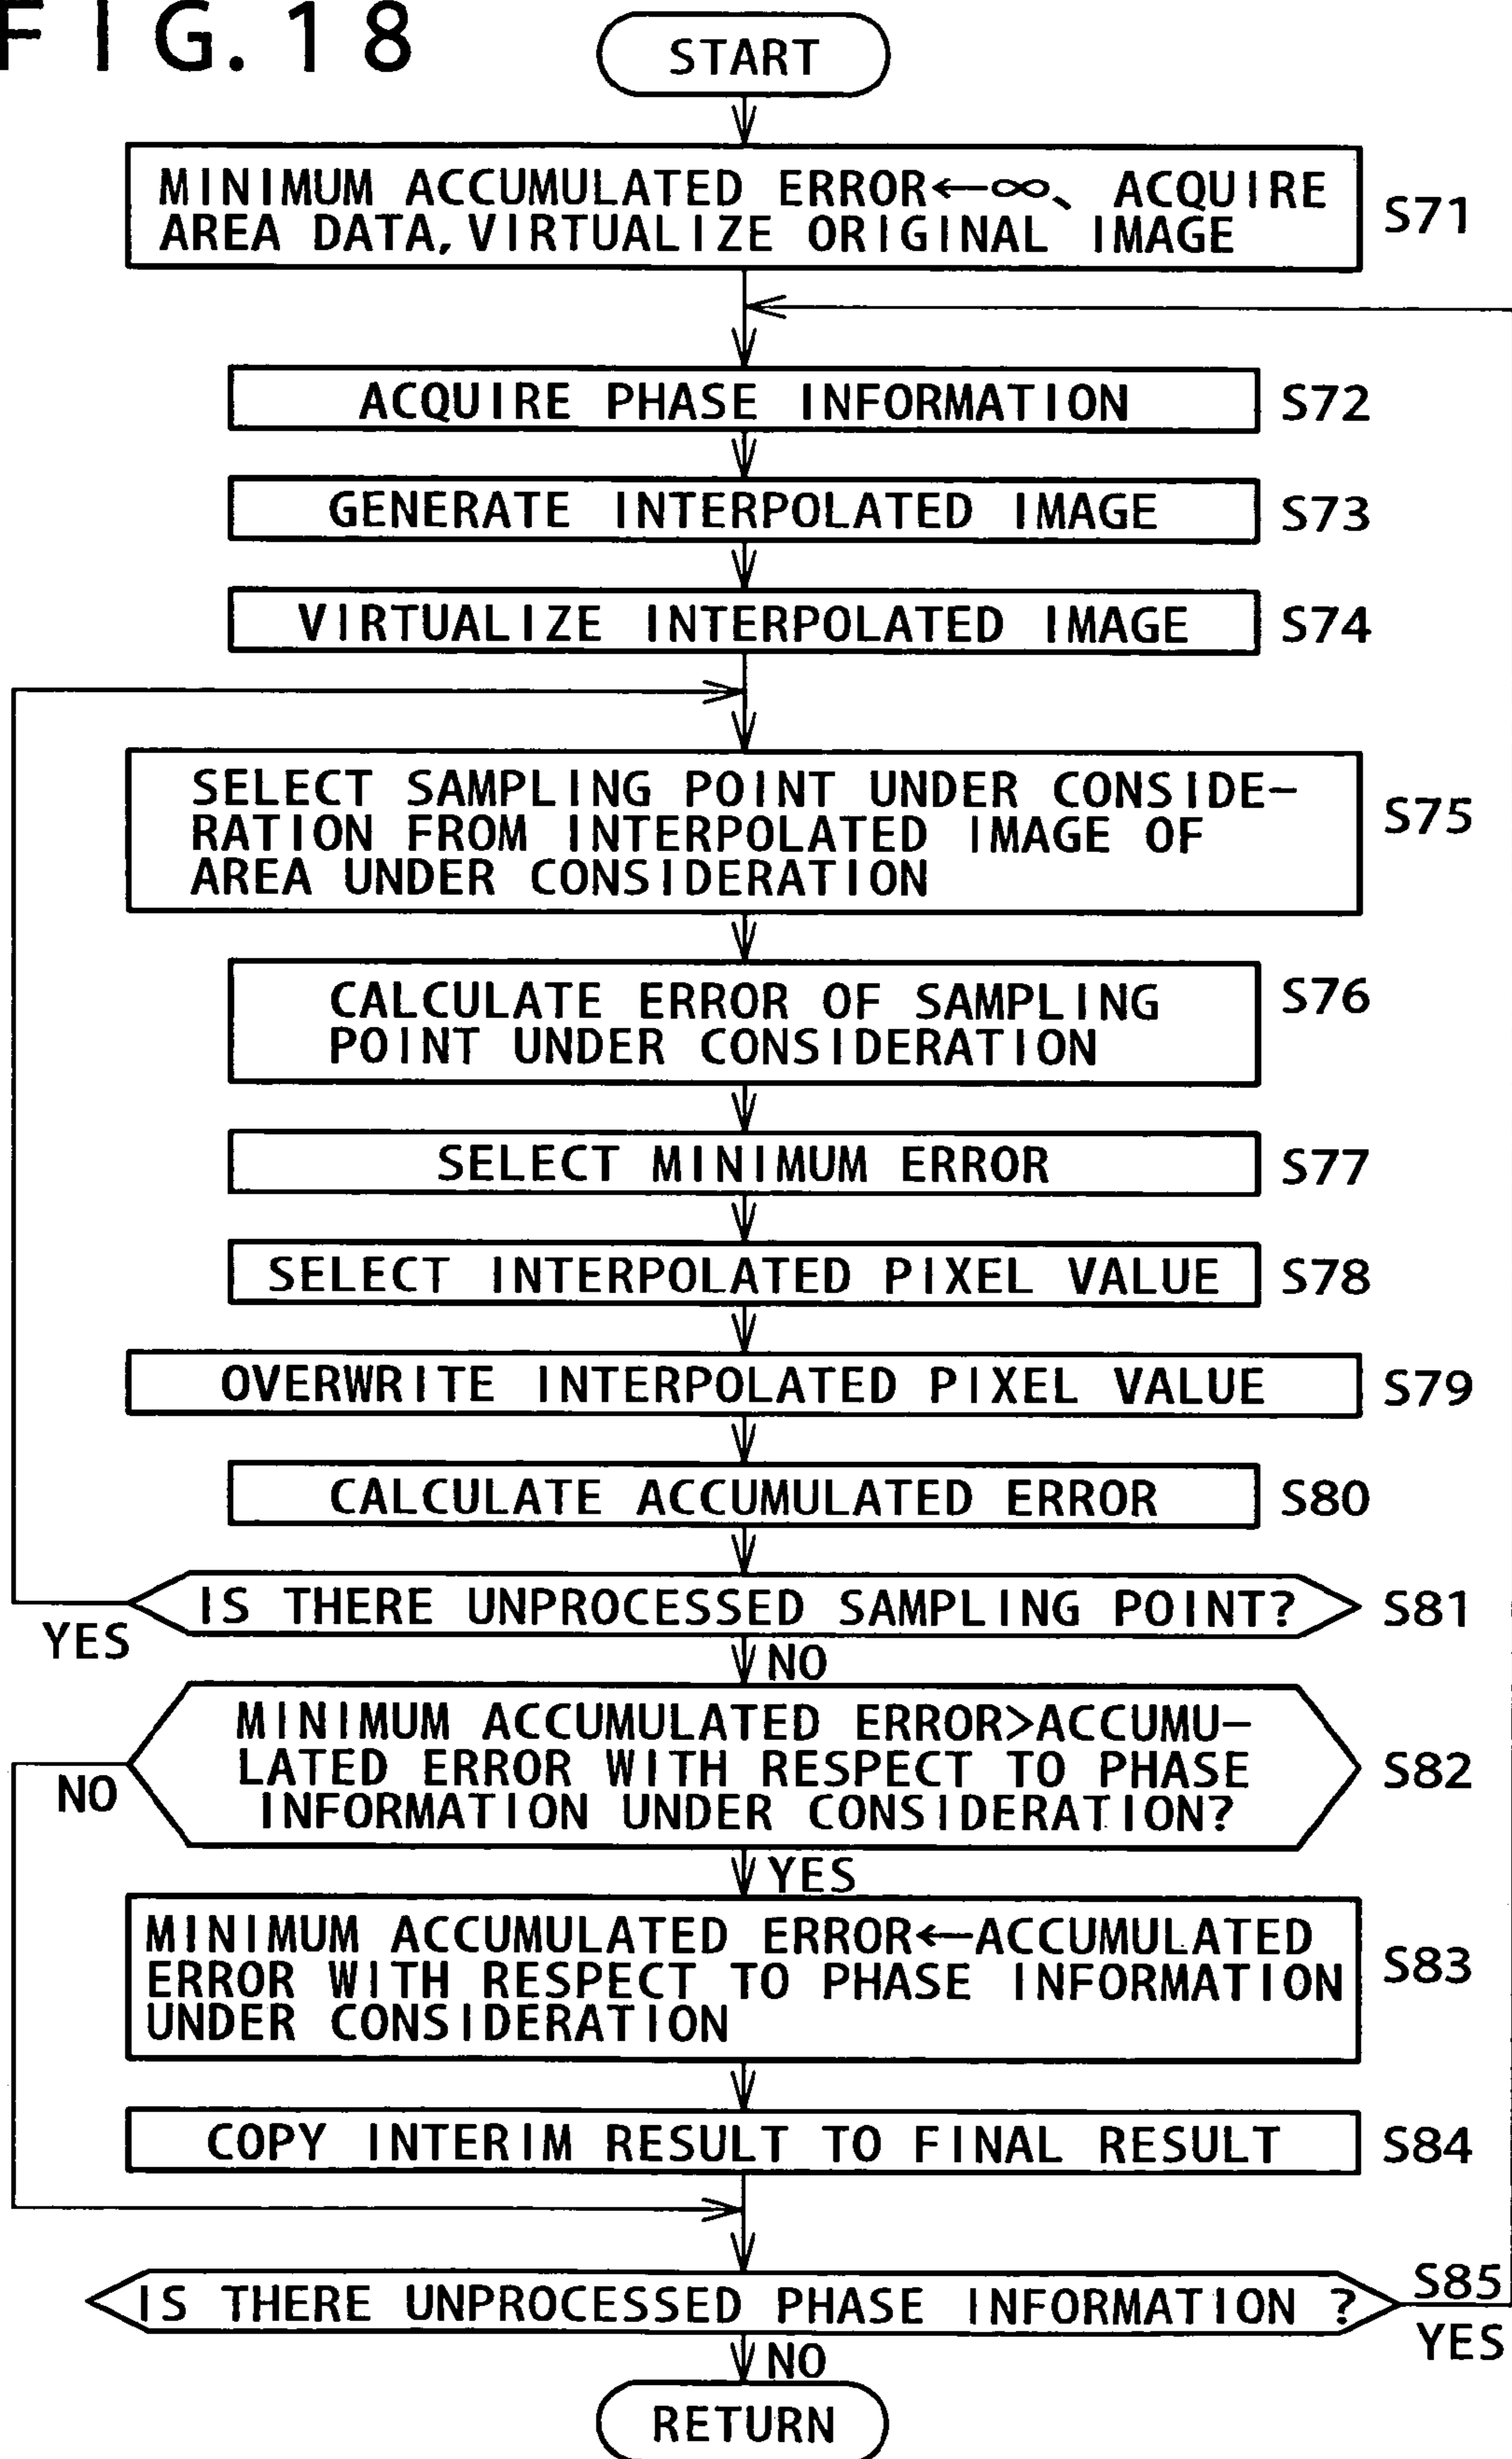 FIG. 18
START
MINIMUM ACCUMULATED ERROR←∞、 ACQUIRE
AREA DATA, VIRTUALIZE ORIGINAL IMAGE
S71
ACQUIRE PHASE INFORMATION
S72
GENERATE INTERPOLATED IMAGE
S73
VIRTUALIZE INTERPOLATED IMAGE
S74
SELECT SAMPLING POINT UNDER CONSIDE-
RATION FROM INTERPOLATED IMAGE OF
AREA UNDER CONSIDERATION
S75
CALCULATE ERROR OF SAMPLING
POINT UNDER CONSIDERATION
S76
SELECT MINIMUM ERROR
S77
SELECT INTERPOLATED PIXEL VALUE
S78
OVERWRITE INTERPOLATED PIXEL VALUE
S79
CALCULATE ACCUMULATED ERROR
S80
IS THERE UNPROCESSED SAMPLING POINT?
S81
YES
NO
MINIMUM ACCUMULATED ERROR>ACCUMU-
LATED ERROR WITH RESPECT TO PHASE
INFORMATION UNDER CONSIDERATION?
S82
NO
YES
MINIMUM ACCUMULATED ERROR←ACCUMULATED
ERROR WITH RESPECT TO PHASE INFORMATION
UNDER CONSIDERATION
S83
COPY INTERIM RESULT TO FINAL RESULT
S84
IS THERE UNPROCESSED PHASE INFORMATION ?
S85
YES
NO
RETURN